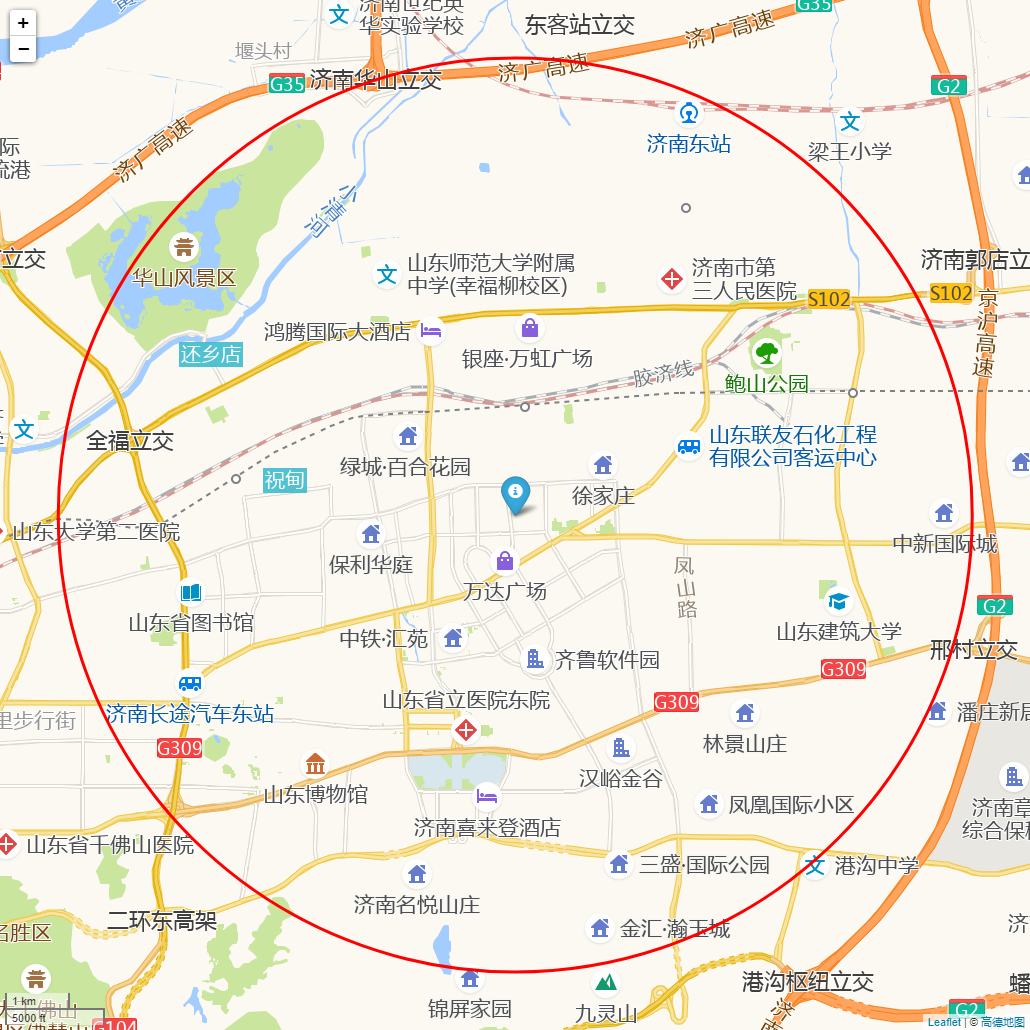 +
−
济南世纪英
华实验学校
东客站立交
济广高速
G35
堰头村
济广高速
G35
济南华山立交
G2
济广高速
济南东站
梁王小学
际
流港
小清河
立交
华山风景区
山东师范大学附属
中学(幸福柳校区)
济南市第
三人民医院
济南郭店立
S102
S102
京沪高速
鸿腾国际大酒店
银座·万虹广场
还乡店
胶济线
鲍山公园
全福立交
山东联友石化工程
有限公司客运中心
绿城·百合花园
祝甸
徐家庄
山东大学第二医院
保利华庭
中新国际城
万达广场
凤山路
G2
山东省图书馆
山东建筑大学
中铁·汇苑
齐鲁软件园
邢村立交
G309
山东省立医院东院
G309
济南长途汽车东站
里步行街
潘庄新居
林景山庄
G309
汉峪金谷
山东博物馆
凤凰国际小区
济南章
综合保税
济南喜来登酒店
山东省千佛山医院
三盛·国际公园
港沟中学
济南名悦山庄
二环东高架
名胜区
金汇·瀚玉城
济
港沟枢纽立交
蟠
锦屏家园
九灵山
济南
1 km
5000 ft
佛山
G104
G2
Leaflet | © 高德地图